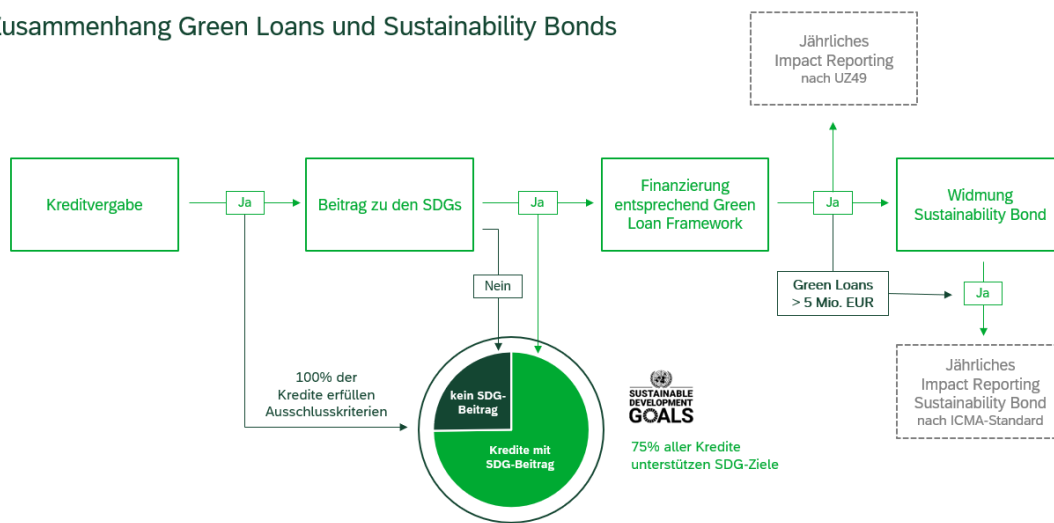 Zusammenhang Green Loans und Sustainability Bonds
Jährliches
Impact Reporting
nach UZ49
Kreditvergabe
Ja
Beitrag zu den SDGs
Ja
Finanzierung
entsprechend Green
Loan Framework
Ja
Widmung
Sustainability Bond
Nein
Green Loans
> 5 Mio. EUR
Ja
100% der
Kredite erfüllen
Ausschlusskriterien
kein SDG-
Beitrag
Kredite mit
SDG-Beitrag
SUSTAINABLE
DEVELOPMENT
GOALS
75% aller Kredite
unterstützen SDG-Ziele
Jährliches
Impact Reporting
Sustainability Bond
nach ICMA-Standard